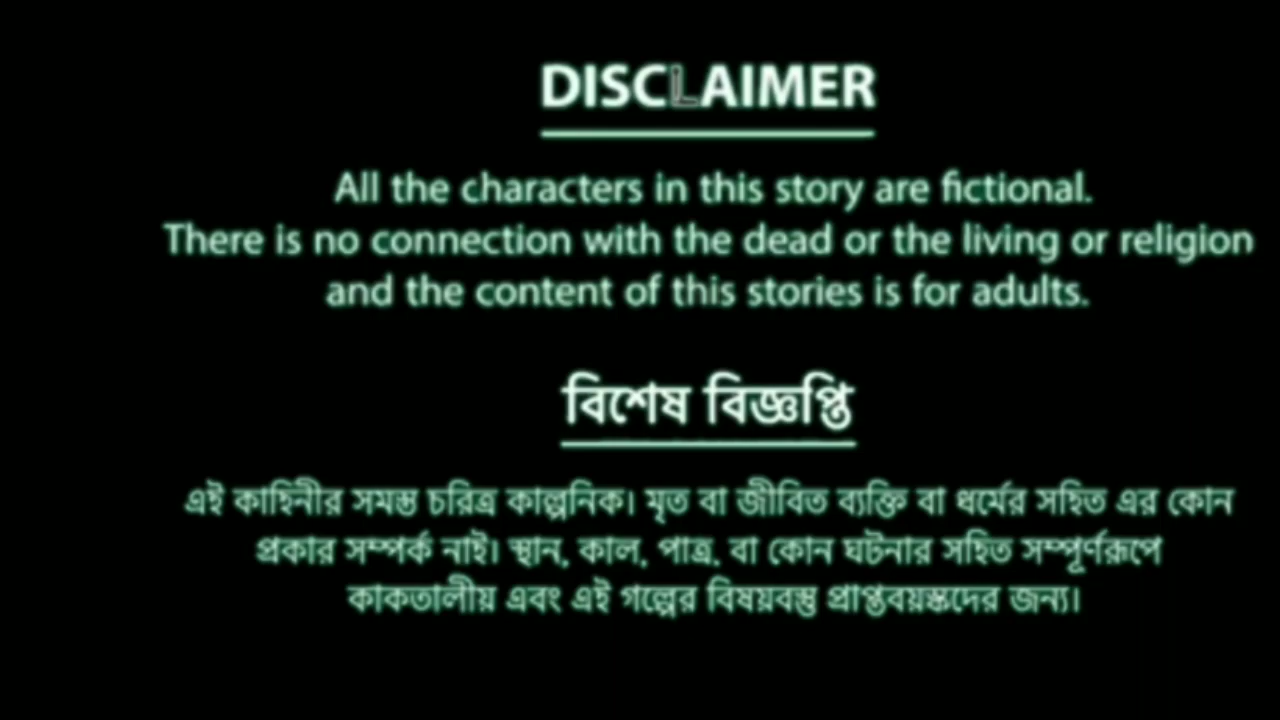 DISCLAIMER
All the characters in this story are fictional.
There is no connection with the dead or the living or religion
and the content of this stories is for adults.
বিশেষ বিজ্ঞপ্তি
এই কাহিনীর সমস্ত চরিত্র কাল্পনিক। মৃত বা জীবিত ব্যক্তি বা ধর্মের সহিত এর কোন
প্রকার সম্পর্ক নাই। স্থান, কাল, পাত্র, বা কোন ঘটনার সহিত সম্পূর্ণরূপে
কাকতালীয় এবং এই গল্পের বিষয়বস্তু প্রাপ্তবয়স্কদের জন্য।